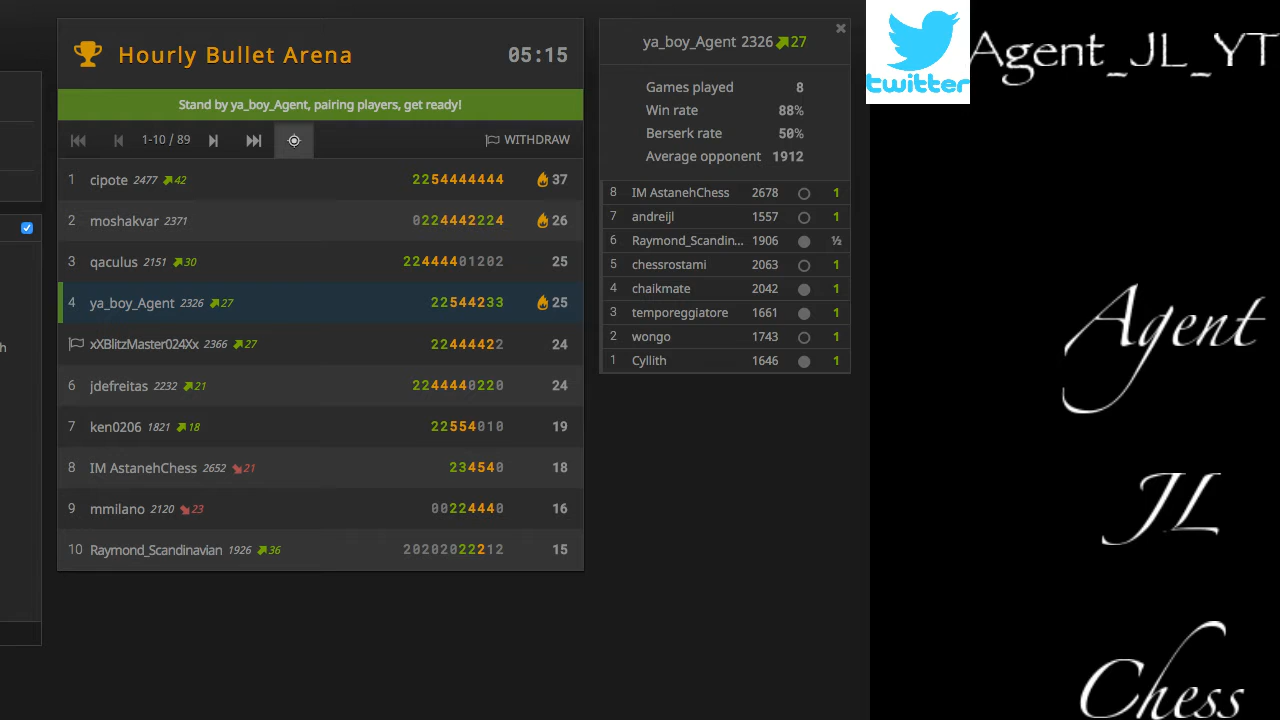 Hourly Bullet Arena 05:15
Stand by ya_boy_Agent, pairing players, get ready!
1-10 / 89 WITHDRAW
1 cipote 2477 42 2254444444 37
2 moshakvar 2371 0224442224 26
3 qaculus 2151 30 22444401202 25
4 ya_boy_Agent 2326 27 22544233 25
xXBlitzMaster024Xx 2366 27 22444422 24
6 jdefreitas 2232 21 2244440220 24
7 ken0206 1821 18 22554010 19
8 IM AstanehChess 2652 21 234540 18
9 mmilano 2120 23 00224440 16
10 Raymond_Scandinavian 1926 36 20202022212 15
h
ya_boy_Agent 2326 27
Games played 8
Win rate 88%
Berserk rate 50%
Average opponent 1912
8 IM AstanehChess 2678 1
7 andreijl 1557 1
6 Raymond_Scandin... 1906 ½
5 chessrostami 2063 1
4 chaikmate 2042 1
3 temporeggiatore 1661 1
2 wongo 1743 1
1 Cyllith 1646 1
twitter
Agent_JL_YT
Agent
JL
Chess